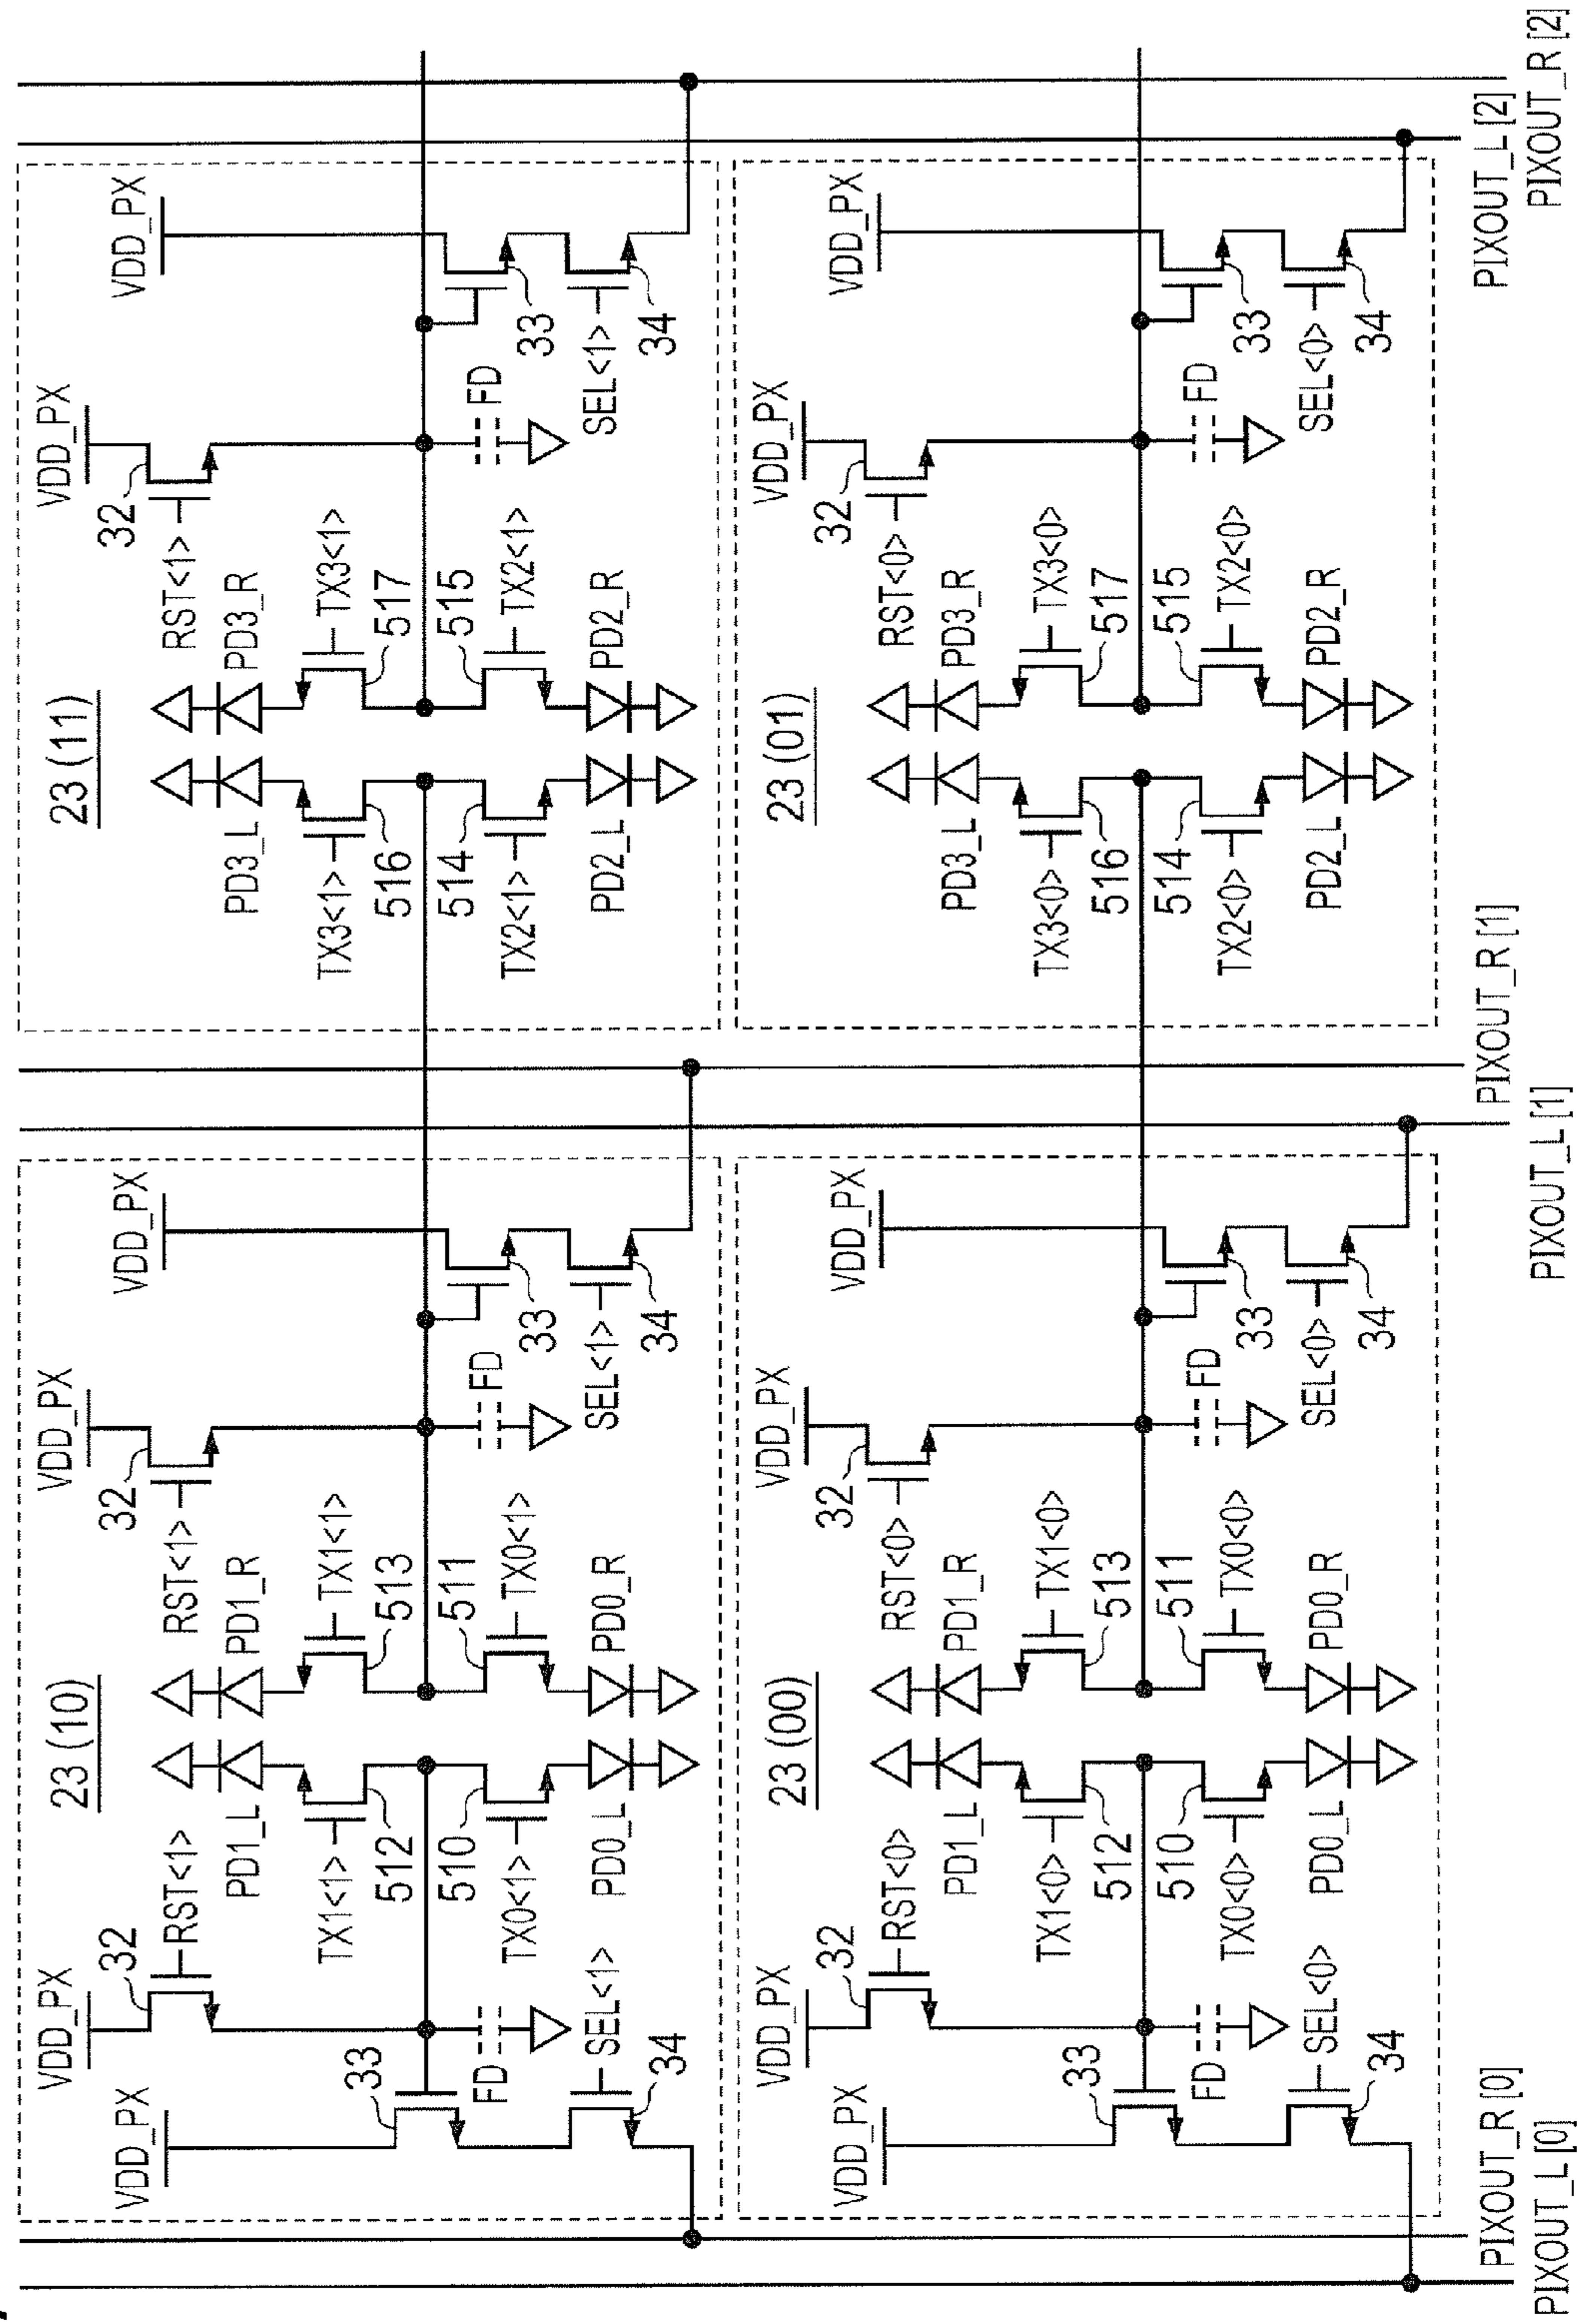 23 (10)
VDD_PX
VDD_PX
32
RST<1>
33
FD
SEL<1>
34
PD1_L
TX1<1>
512
510
TX0<1>
PD0_L
PD1_R
TX1<1>
513
511
TX0<1>
PD0_R
VDD_PX
32
RST<1>
FD
VDD_PX
33
SEL<1>
34
23 (11)
PD3_L
TX3<1>
516
514
TX2<1>
PD2_L
PD3_R
TX3<1>
517
515
TX2<1>
PD2_R
VDD_PX
32
RST<1>
FD
VDD_PX
33
SEL<1>
34
23 (00)
VDD_PX
VDD_PX
32
RST<0>
33
FD
SEL<0>
34
PD1_L
TX1<0>
512
510
TX0<0>
PD0_L
PD1_R
TX1<0>
513
511
TX0<0>
PD0_R
VDD_PX
32
RST<0>
FD
VDD_PX
33
SEL<0>
34
23 (01)
PD3_L
TX3<0>
516
514
TX2<0>
PD2_L
PD3_R
TX3<0>
517
515
TX2<0>
PD2_R
VDD_PX
32
RST<0>
FD
VDD_PX
33
SEL<0>
34
PIXOUT_R [0]
PIXOUT_L [0]
PIXOUT_R [1]
PIXOUT_L [1]
PIXOUT_L [2]
PIXOUT_R [2]